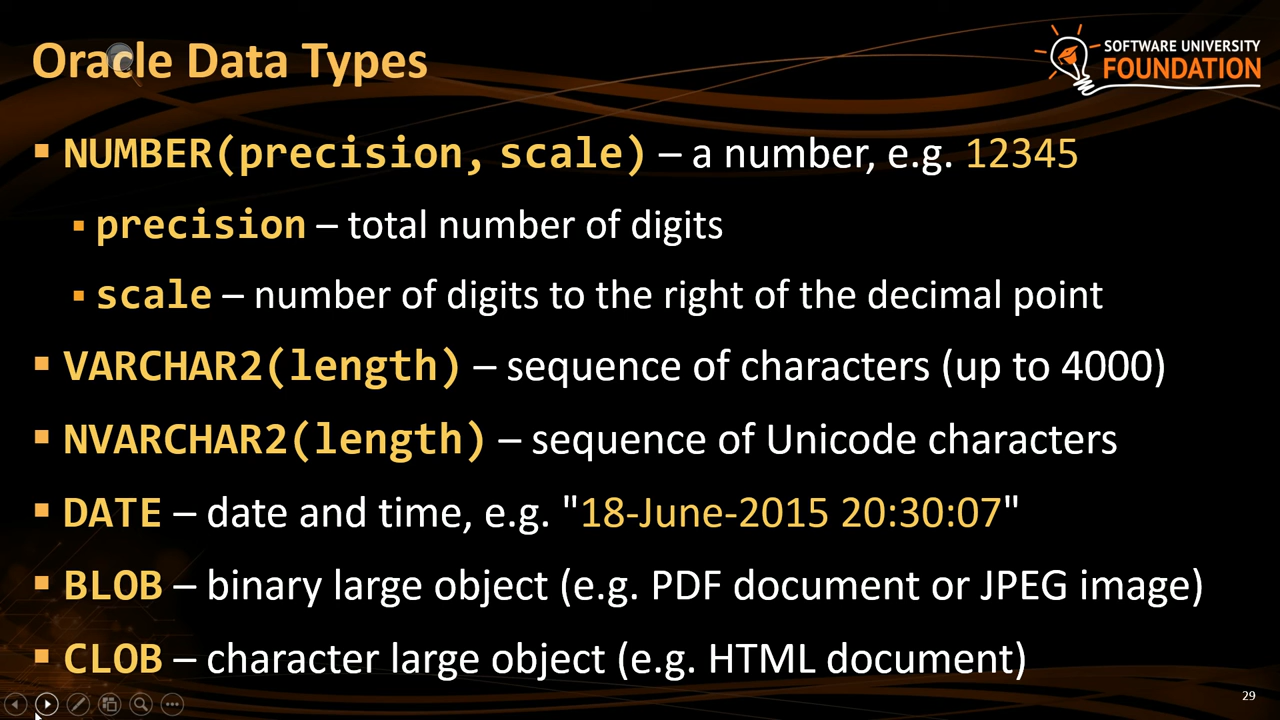 Oracle Data Types
SOFTWARE UNIVERSITY
FOUNDATION
NUMBER(precision, scale) – a number, e.g. 12345
precision – total number of digits
scale – number of digits to the right of the decimal point
VARCHAR2(length) – sequence of characters (up to 4000)
NVARCHAR2(length) – sequence of Unicode characters
DATE – date and time, e.g. "18-June-2015 20:30:07"
BLOB – binary large object (e.g. PDF document or JPEG image)
CLOB – character large object (e.g. HTML document)
29